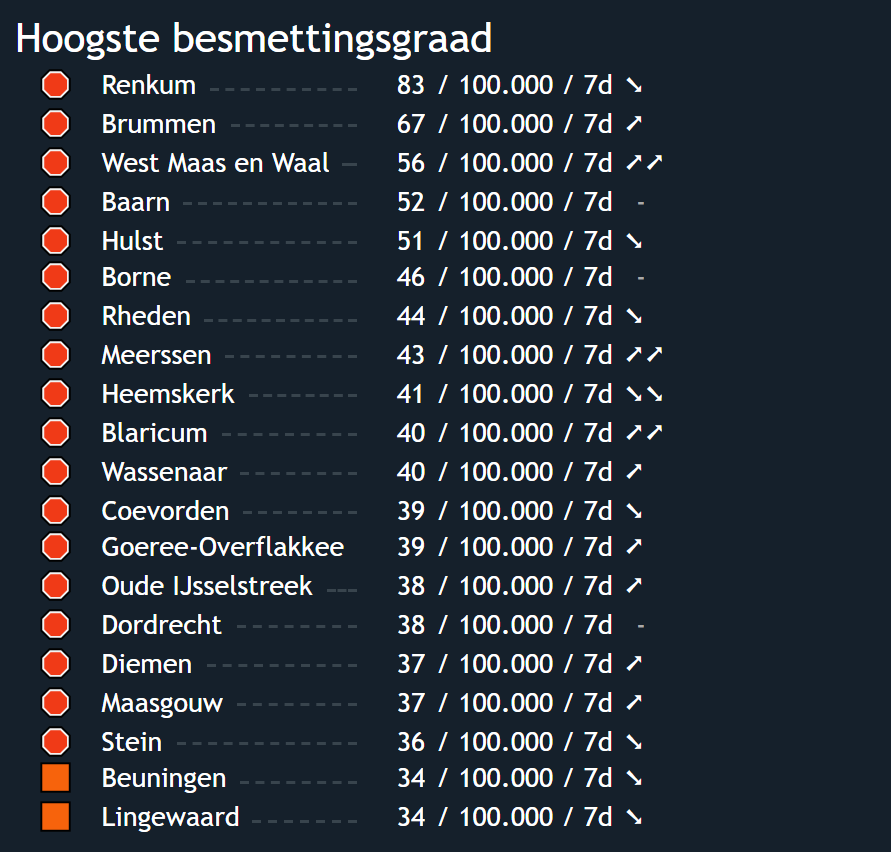 Hoogste besmettingsgraad
Renkum 83 / 100.000 / 7d ➘
Brummen 67 / 100.000 / 7d ➚
West Maas en Waal 56 / 100.000 / 7d ➚➚
Baarn 52 / 100.000 / 7d -
Hulst 51 / 100.000 / 7d ➘
Borne 46 / 100.000 / 7d -
Rheden 44 / 100.000 / 7d ➘
Meerssen 43 / 100.000 / 7d ➚➚
Heemskerk 41 / 100.000 / 7d ➘➘
Blaricum 40 / 100.000 / 7d ➚➚
Wassenaar 40 / 100.000 / 7d ➚
Coevorden 39 / 100.000 / 7d ➘
Goeree-Overflakkee 39 / 100.000 / 7d ➚
Oude IJsselstreek 38 / 100.000 / 7d ➚
Dordrecht 38 / 100.000 / 7d -
Diemen 37 / 100.000 / 7d ➚
Maasgouw 37 / 100.000 / 7d ➚
Stein 36 / 100.000 / 7d ➘
Beuningen 34 / 100.000 / 7d ➘
Lingewaard 34 / 100.000 / 7d ➘